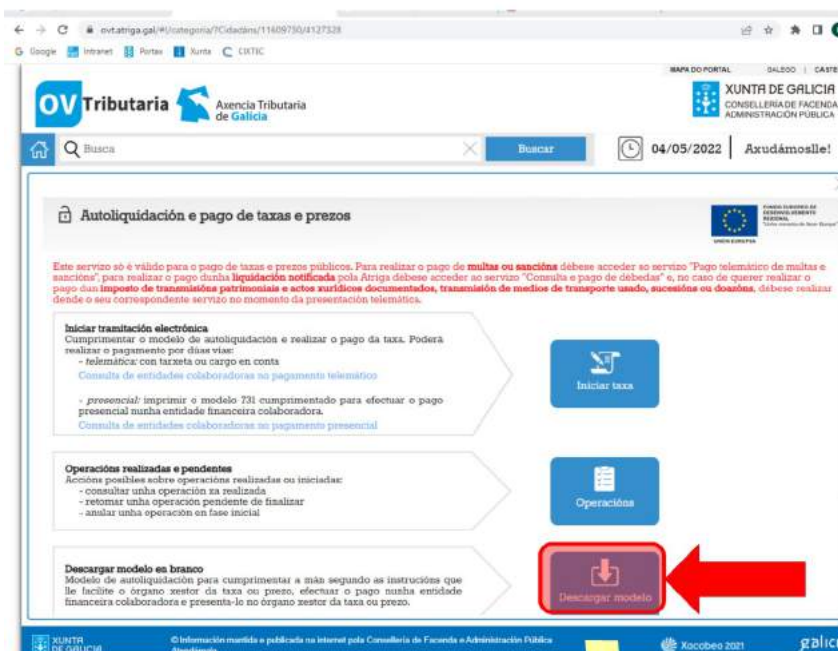 ovt.atriga.gal/#!/categoria/?Cidadáns/11609750/4127328
Google Intranet Portax Xunta CIXTIC
MAPA DO PORTAL GALEGO | CASTE
OV Tributaria Axencia Tributaria
de Galicia
XUNTA DE GALICIA
CONSELLERÍA DE FACENDA
ADMINISTRACIÓN PÚBLICA
Busca Buscar 04/05/2022 Axudámoslle!
Autoliquidación e pago de taxas e prezos
FONDO EUROPEO DE
DESENVOLVEMENTO
REXIONAL
UNIÓN EUROPEA
Este servizo só é válido para o pago de taxas e prezos públicos. Para realizar o pago de multas ou sancións débese acceder ao servizo "Pago telemático de multas e
sancións", para realizar o pago dunha liquidación notificada pola Atriga débese acceder ao servizo "Consulta e pago de débedas" e, no caso de querer realizar o
pago dun imposto de transmisións patrimoniais e actos xurídicos documentados, transmisión de medios de transporte usado, sucesións ou doazóns, débese realizar
dende o seu correspondente servizo no momento da presentación telemática.
Iniciar tramitación electrónica
Cumprimentar o modelo de autoliquidación e realizar o pago da taxa. Poderá
realizar o pagamento por dúas vías:
- telemática: con tarxeta ou cargo en conta
Consulta de entidades colaboradoras no pagamento telemático
- presencial: imprimir o modelo 731 cumprimentado para efectuar o pago
presencial nunha entidade financeira colaboradora.
Consulta de entidades colaboradoras no pagamento presencial
Iniciar taxa
Operacións realizadas e pendentes
Accións posibles sobre operacións realizadas ou iniciadas:
- consultar unha operación xa realizada
- retomar unha operación pendente de finalizar
- anular unha operación en fase inicial
Operacións
Descargar modelo en branco
Modelo de autoliquidación para cumprimentar a mán segundo as instrucións que
lle facilite o órgano xestor da taxa ou prezo, efectuar o pago nunha entidade
financeira colaboradora e presenta-lo no órgano xestor da taxa ou prezo.
Descargar modelo
XUNTA
DE GALICIA
© Información mantida e publicada na internet pola Consellería de Facenda e Administración Pública
Xacobeo 2021
galici